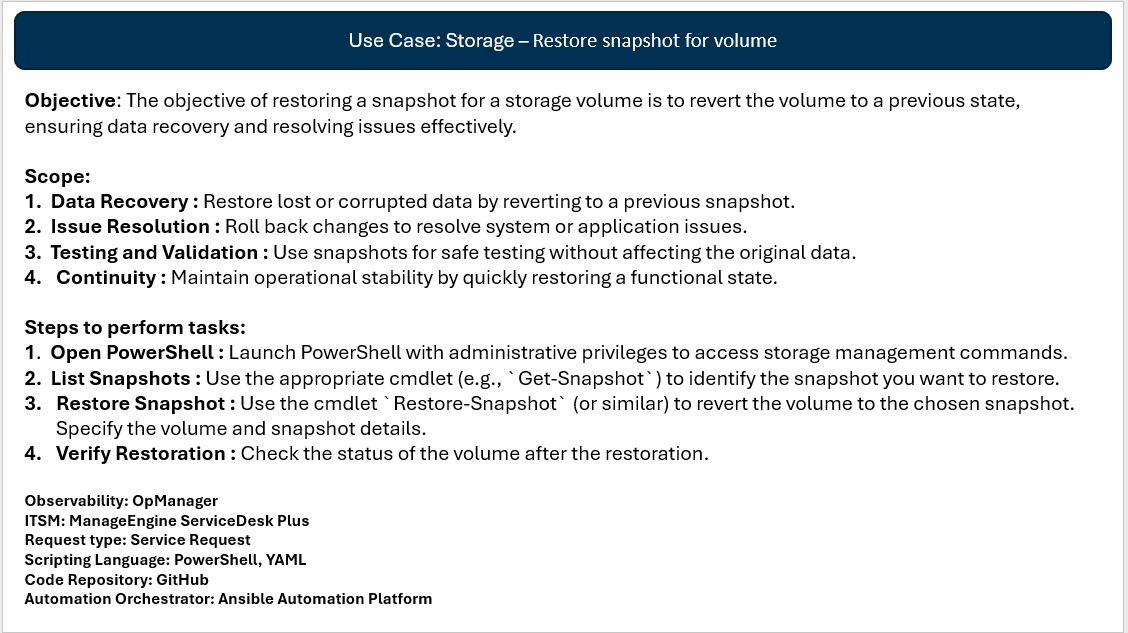 Use Case: Storage – Restore snapshot for volume
Objective: The objective of restoring a snapshot for a storage volume is to revert the volume to a previous state,
ensuring data recovery and resolving issues effectively.
Scope:
1. Data Recovery : Restore lost or corrupted data by reverting to a previous snapshot.
2. Issue Resolution : Roll back changes to resolve system or application issues.
3. Testing and Validation : Use snapshots for safe testing without affecting the original data.
4. Continuity : Maintain operational stability by quickly restoring a functional state.
Steps to perform tasks:
1. Open PowerShell : Launch PowerShell with administrative privileges to access storage management commands.
2. List Snapshots : Use the appropriate cmdlet (e.g., `Get-Snapshot`) to identify the snapshot you want to restore.
3. Restore Snapshot : Use the cmdlet `Restore-Snapshot` (or similar) to revert the volume to the chosen snapshot.
Specify the volume and snapshot details.
4. Verify Restoration : Check the status of the volume after the restoration.
Observability: OpManager
ITSM: ManageEngine ServiceDesk Plus
Request type: Service Request
Scripting Language: PowerShell, YAML
Code Repository: GitHub
Automation Orchestrator: Ansible Automation Platform